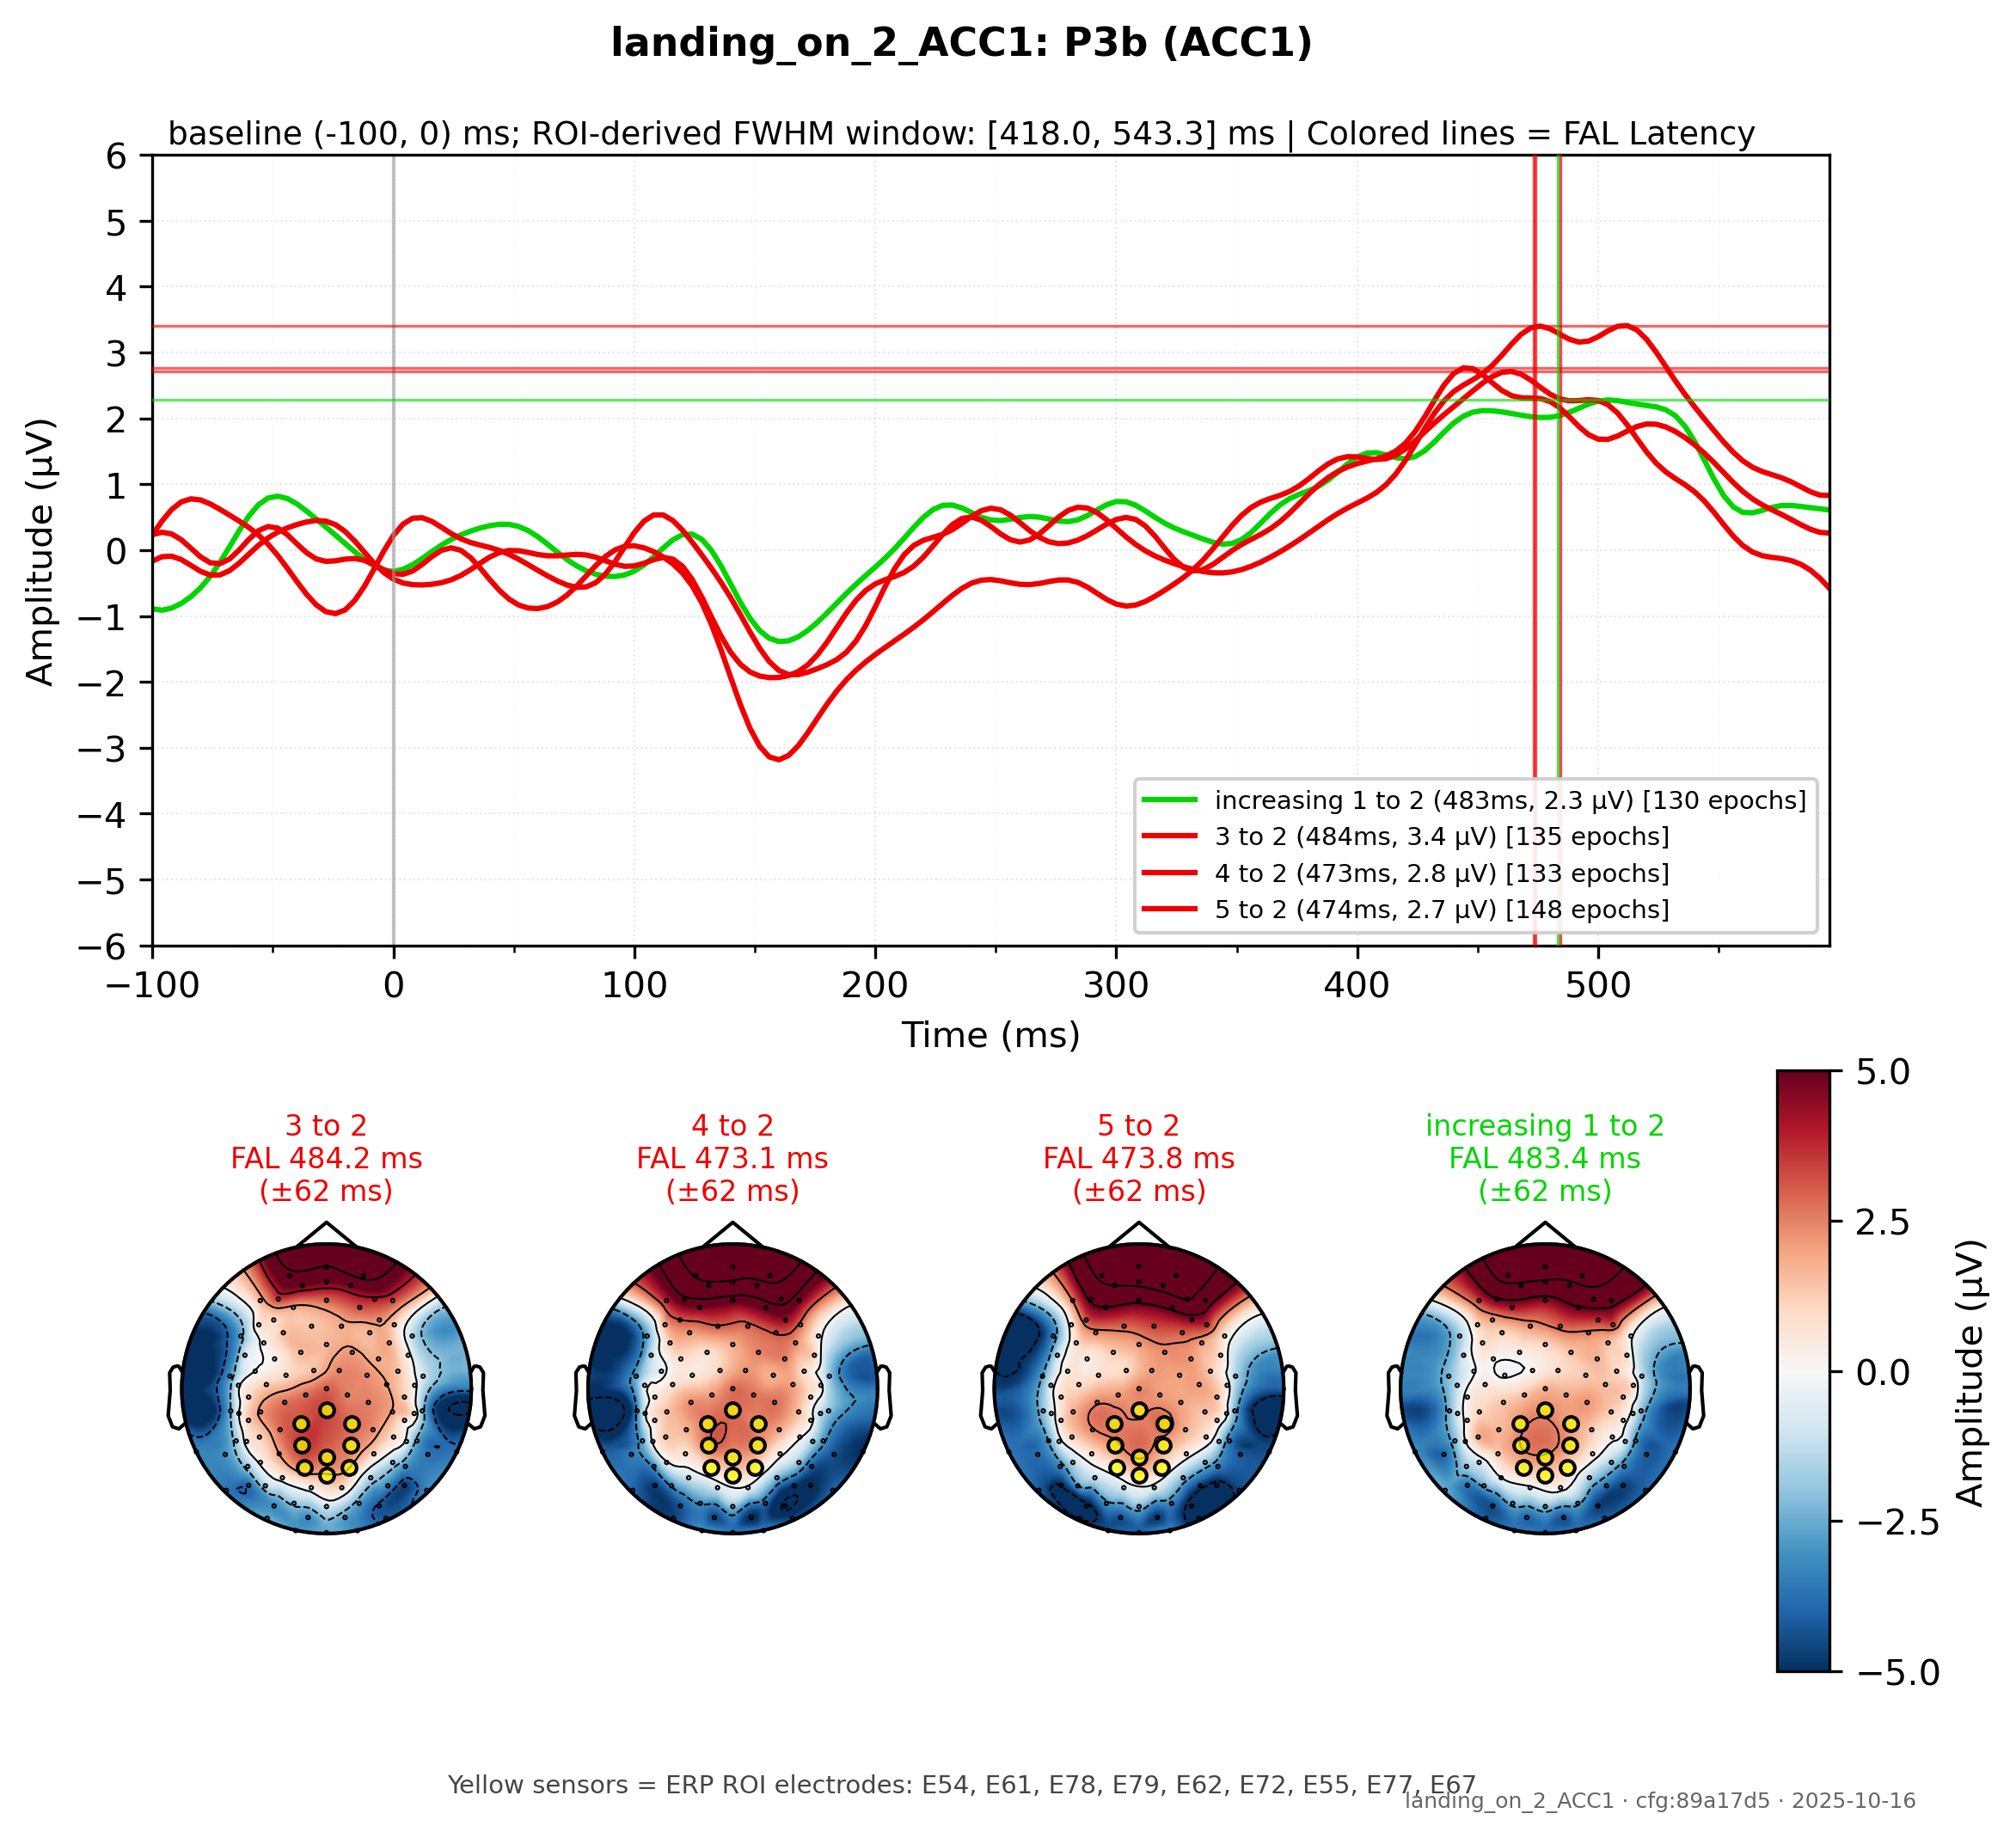 landing_on_2_ACC1: P3b (ACC1)
baseline (-100, 0) ms; ROI-derived FWHM window: [418.0, 543.3] ms | Colored lines = FAL Latency
6
5
4
3
2
1
0
−1
−2
−3
−4
−5
−6
Amplitude (μV)
increasing 1 to 2 (483ms, 2.3 μV) [130 epochs]
3 to 2 (484ms, 3.4 μV) [135 epochs]
4 to 2 (473ms, 2.8 μV) [133 epochs]
5 to 2 (474ms, 2.7 μV) [148 epochs]
−100 0 100 200 300 400 500
Time (ms)
3 to 2
FAL 484.2 ms
(±62 ms)
4 to 2
FAL 473.1 ms
(±62 ms)
5 to 2
FAL 473.8 ms
(±62 ms)
increasing 1 to 2
FAL 483.4 ms
(±62 ms)
5.0
2.5
0.0
−2.5
−5.0
Amplitude (μV)
Yellow sensors = ERP ROI electrodes: E54, E61, E78, E79, E62, E72, E55, E77, E67
landing_on_2_ACC1 · cfg:89a17d5 · 2025-10-16